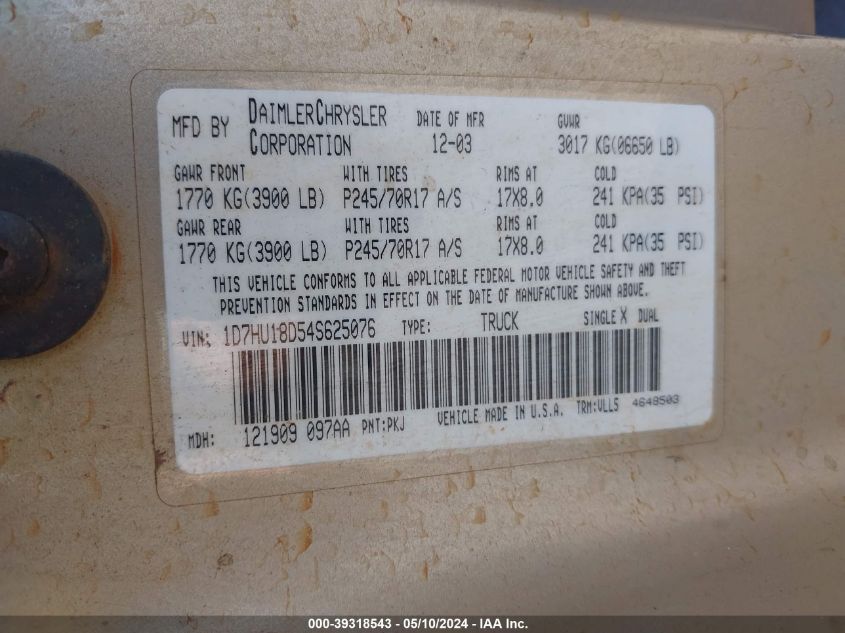 MFD BY DAIMLERCHRYSLER CORPORATION DATE OF MFR 12-03 GVWR 3017 KG(06650 LB)
GAWR FRONT WITH TIRES RIMS AT COLD
1770 KG(3900 LB) P245/70R17 A/S 17X8.0 241 KPA(35 PSI)
GAWR REAR WITH TIRES RIMS AT COLD
1770 KG(3900 LB) P245/70R17 A/S 17X8.0 241 KPA(35 PSI)
THIS VEHICLE CONFORMS TO ALL APPLICABLE FEDERAL MOTOR VEHICLE SAFETY AND THEFT
PREVENTION STANDARDS IN EFFECT ON THE DATE OF MANUFACTURE SHOWN ABOVE.
VIN: 1D7HU18D54S625076 TYPE: TRUCK SINGLE X DUAL
MDH: 121909 097AA PNT:PKJ VEHICLE MADE IN U.S.A. TRM:VLLS 4648503
000-39318543 - 05/10/2024 - IAA Inc.